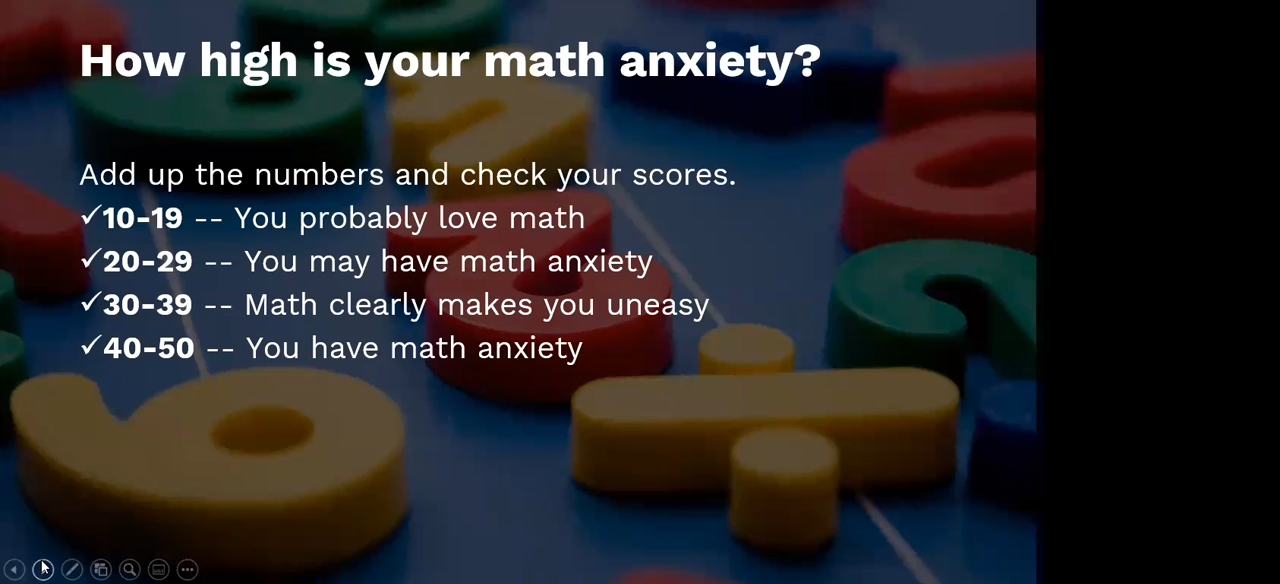 How high is your math anxiety?
Add up the numbers and check your scores.
✓10-19 -- You probably love math
✓20-29 -- You may have math anxiety
✓30-39 -- Math clearly makes you uneasy
✓40-50 -- You have math anxiety